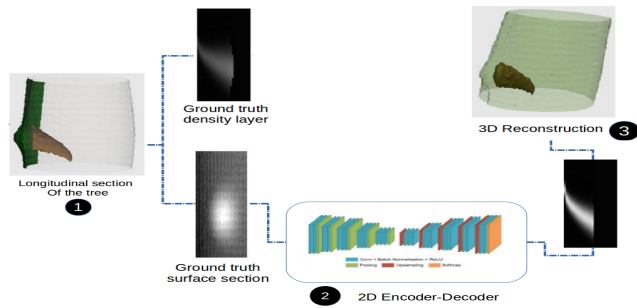 Ground truth
density layer
3D Reconstruction
3
Longitudinal section
Of the tree
1
Ground truth
surface section
Conv + Batch Normalisation + ReLU
Pooling
Upsampling
Softmax
2
2D Encoder-Decoder